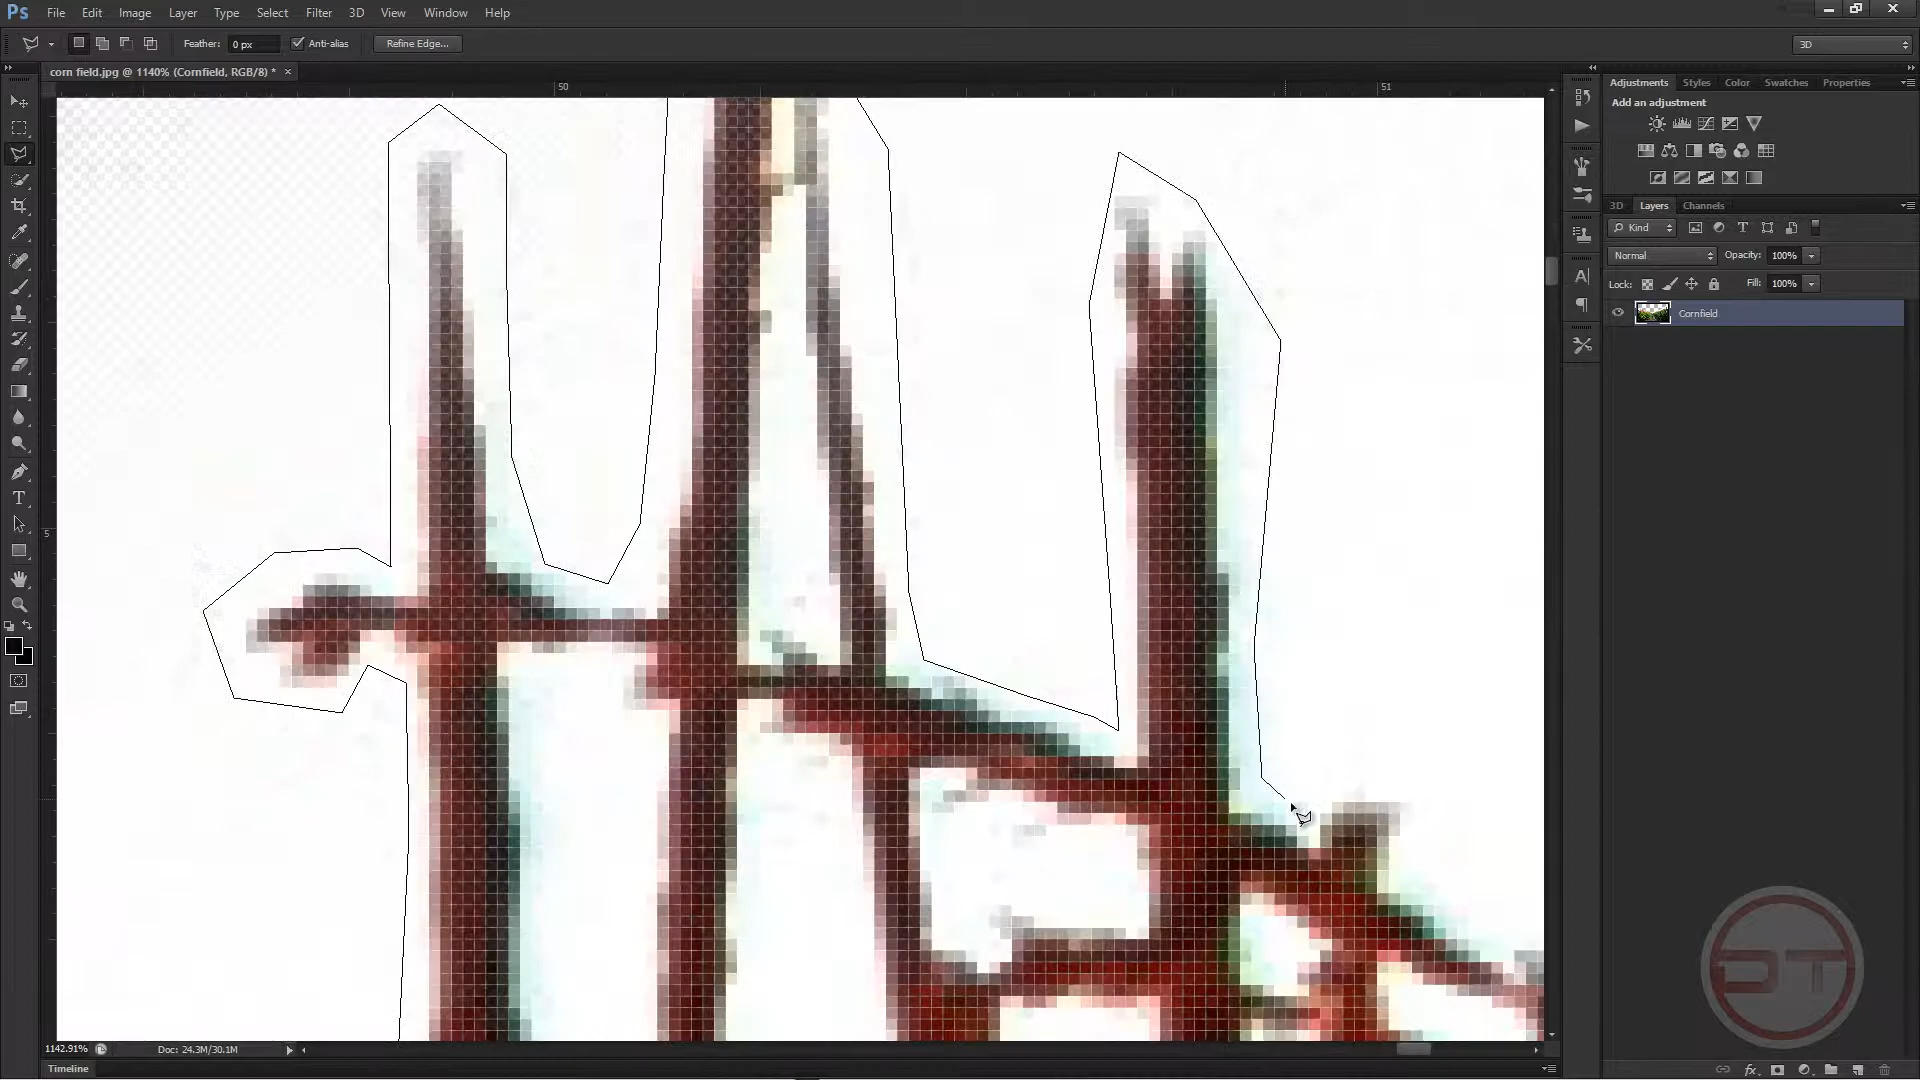 Ps File Edit Image Layer Type Select Filter 3D View Window Help
Feather: 0 px Anti-alias Refine Edge... 3D
corn field.jpg @ 1140% (Cornfield, RGB/8) * ×
50 51
5
Adjustments Styles Color Swatches Properties
Add an adjustment
3D Layers Channels
Kind
Normal Opacity: 100%
Lock: Fill: 100%
Cornfield
DT
1142.91% Doc: 24.3M/30.1M
Timeline